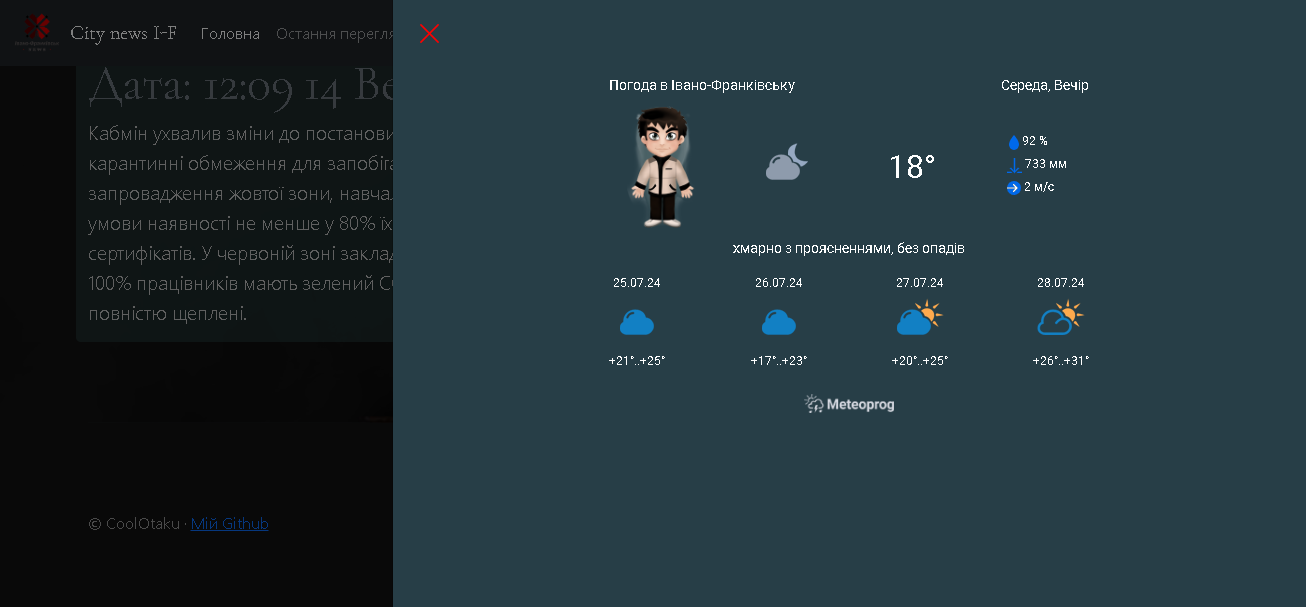 City news I-F
Головна
Остання перегля
Дата: 12:09 14 Ве
Кабмін ухвалив зміни до постанови
карантинні обмеження для запобіга
запровадження жовтої зони, навчал
умови наявності не менше у 80% їх
сертифікатів. У червоній зоні заклад
100% працівників мають зелений CO
повністю щеплені.
© CoolOtaku · Мій Github
Погода в Івано-Франківську
Середа, Вечір
92 %
18°
733 мм
2 м/с
хмарно з проясненнями, без опадів
25.07.24 26.07.24 27.07.24 28.07.24
+21°..+25° +17°..+23° +20°..+25° +26°..+31°
Meteoprog